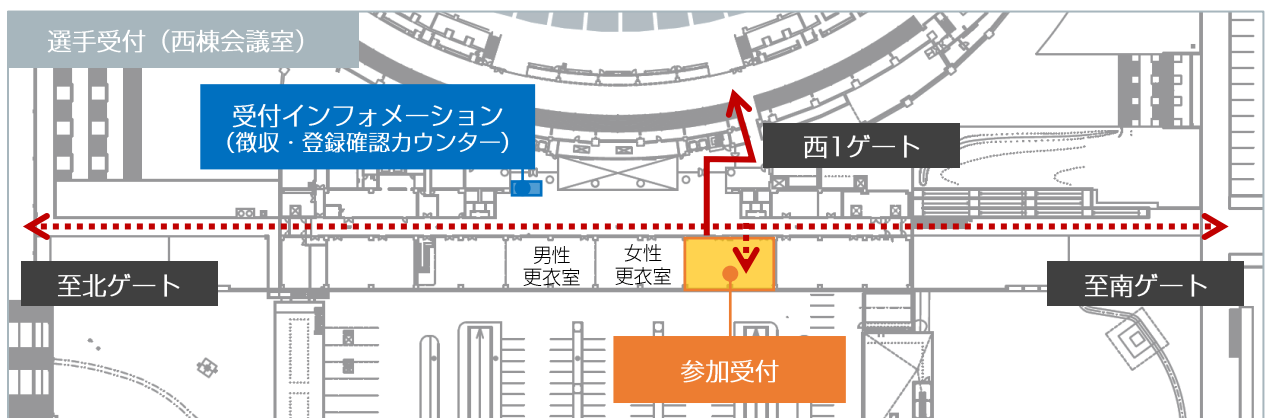 選手受付（西棟会議室）
受付インフォメーション
（徴収・登録確認カウンター）
西1ゲート
男性
更衣室
女性
更衣室
至北ゲート
至南ゲート
参加受付